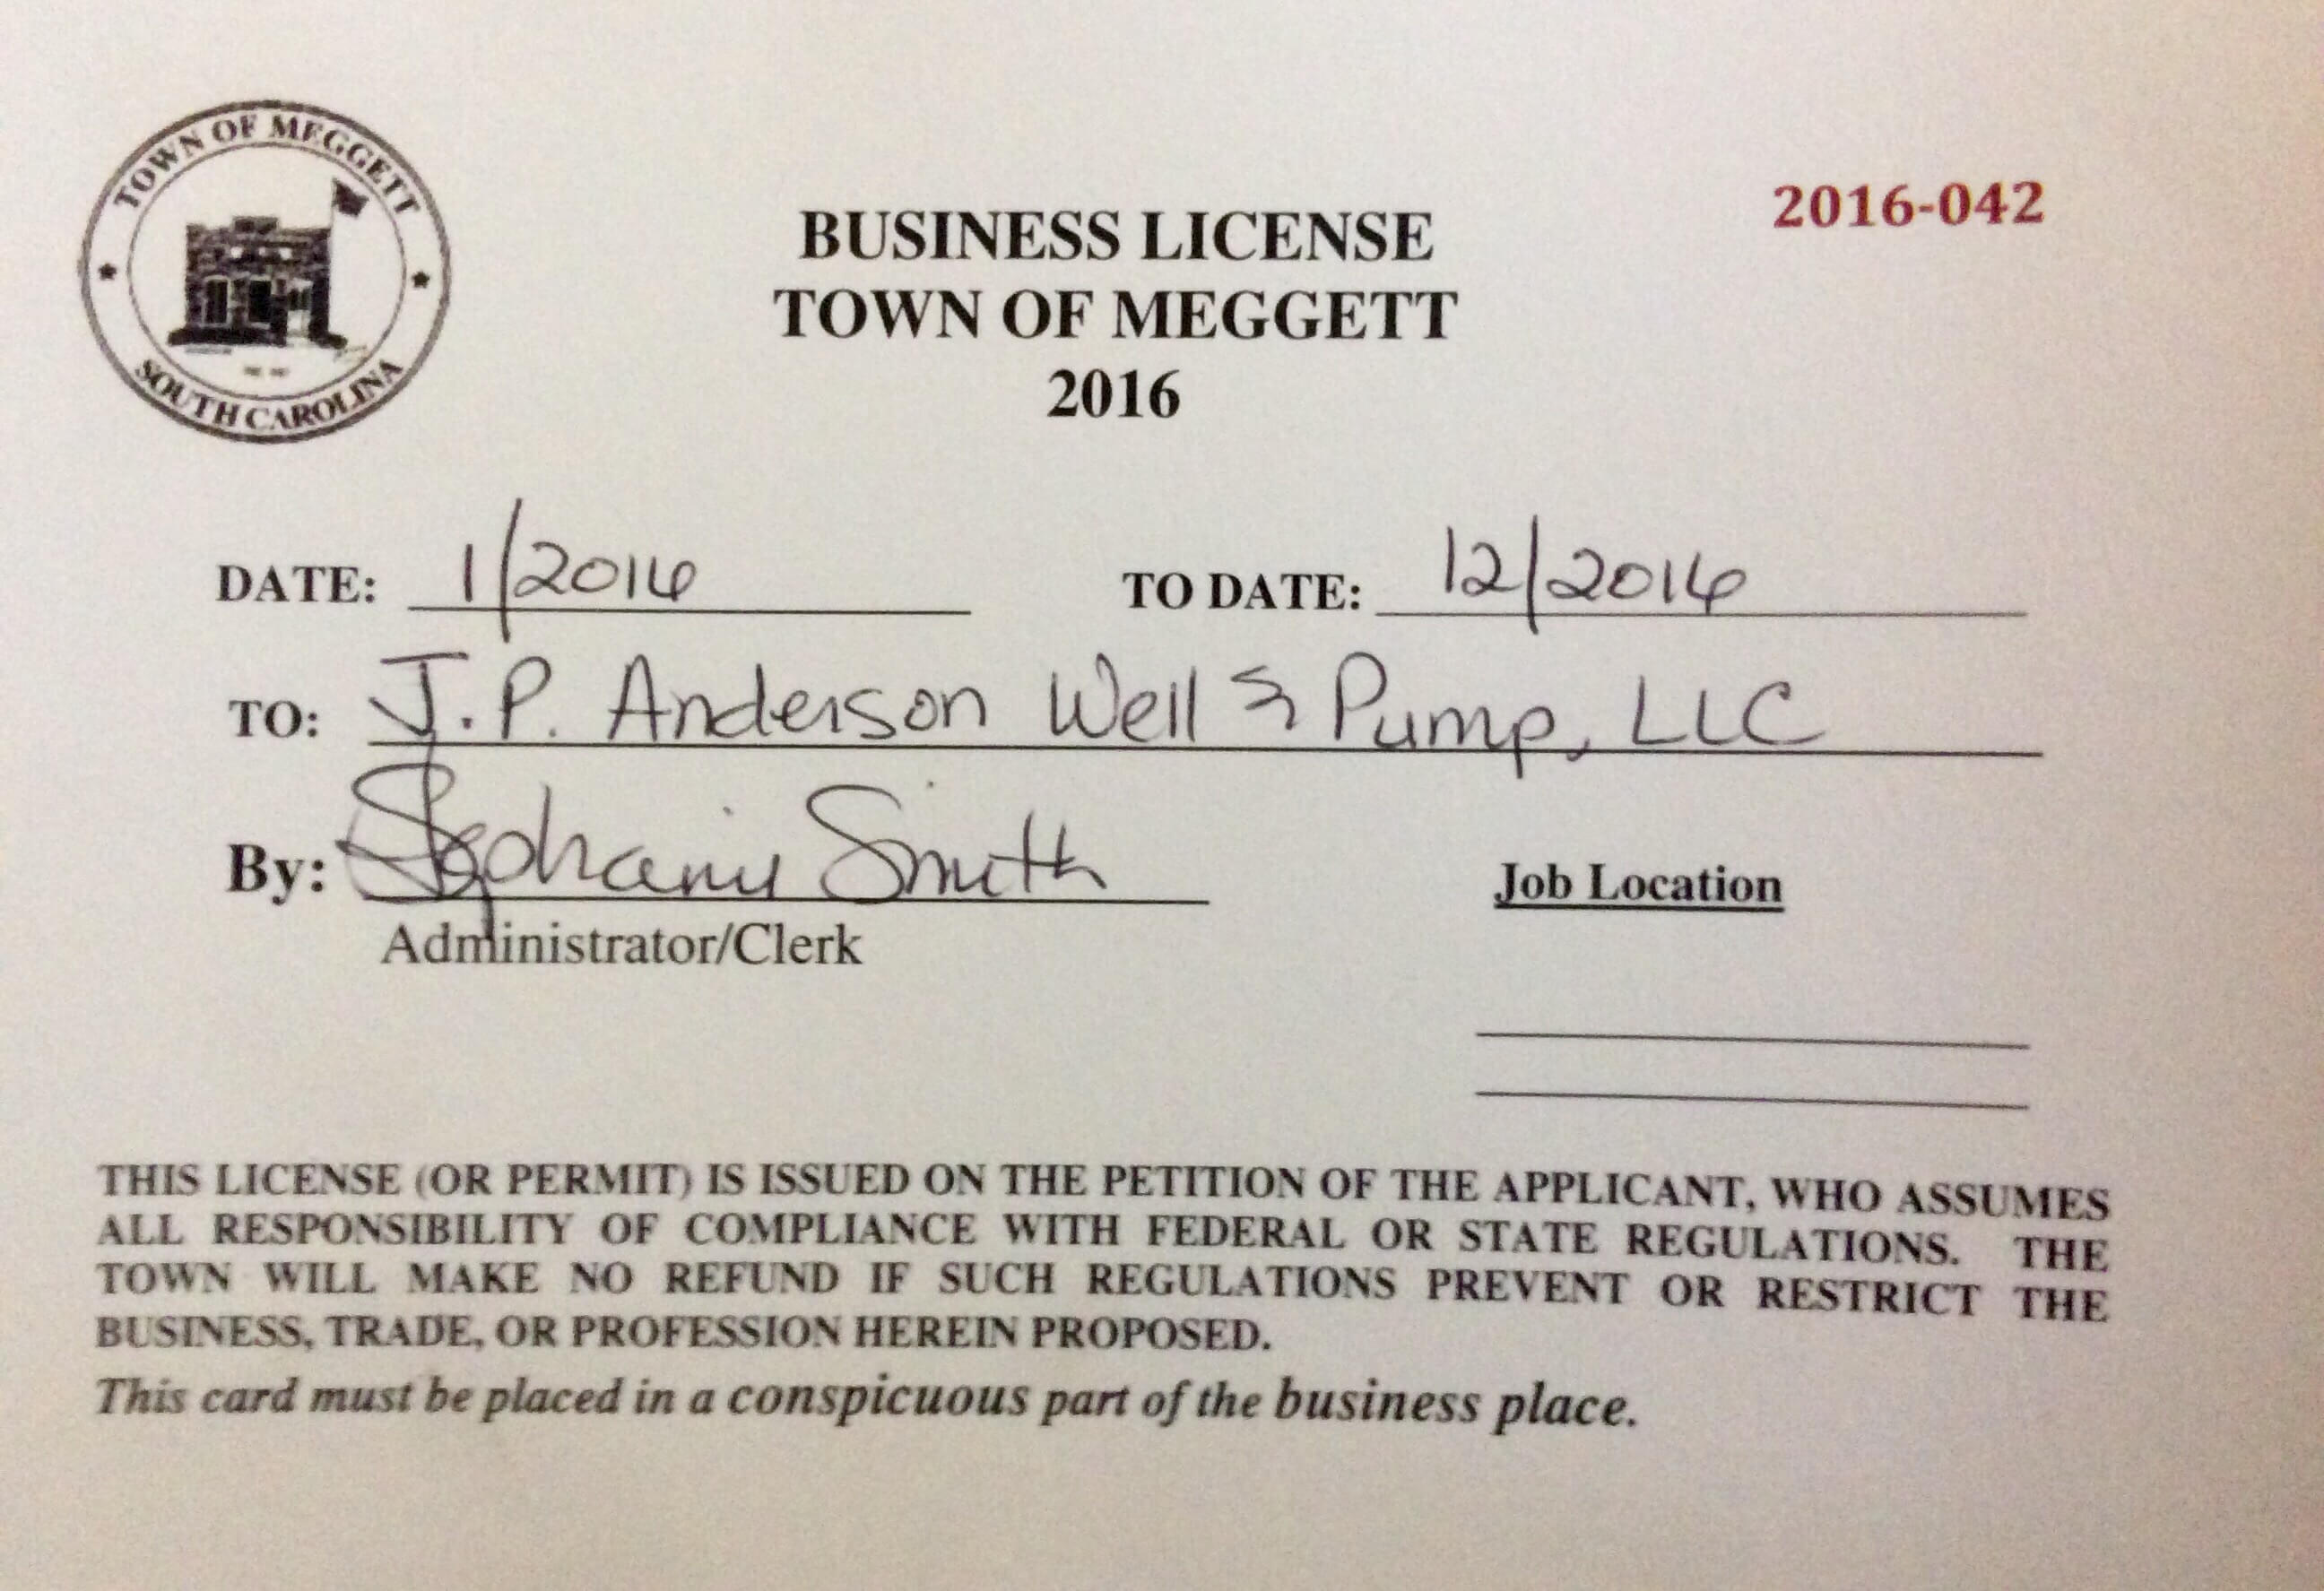 TOWN OF MEGGETT
SOUTH CAROLINA
2016-042
BUSINESS LICENSE
TOWN OF MEGGETT
2016
DATE: 1/2016 TO DATE: 12/2016
TO: J.P. Anderson Well & Pump, LLC
By: Stephanie Smith
Administrator/Clerk
Job Location
THIS LICENSE (OR PERMIT) IS ISSUED ON THE PETITION OF THE APPLICANT, WHO ASSUMES
ALL RESPONSIBILITY OF COMPLIANCE WITH FEDERAL OR STATE REGULATIONS. THE
TOWN WILL MAKE NO REFUND IF SUCH REGULATIONS PREVENT OR RESTRICT THE
BUSINESS, TRADE, OR PROFESSION HEREIN PROPOSED.
This card must be placed in a conspicuous part of the business place.